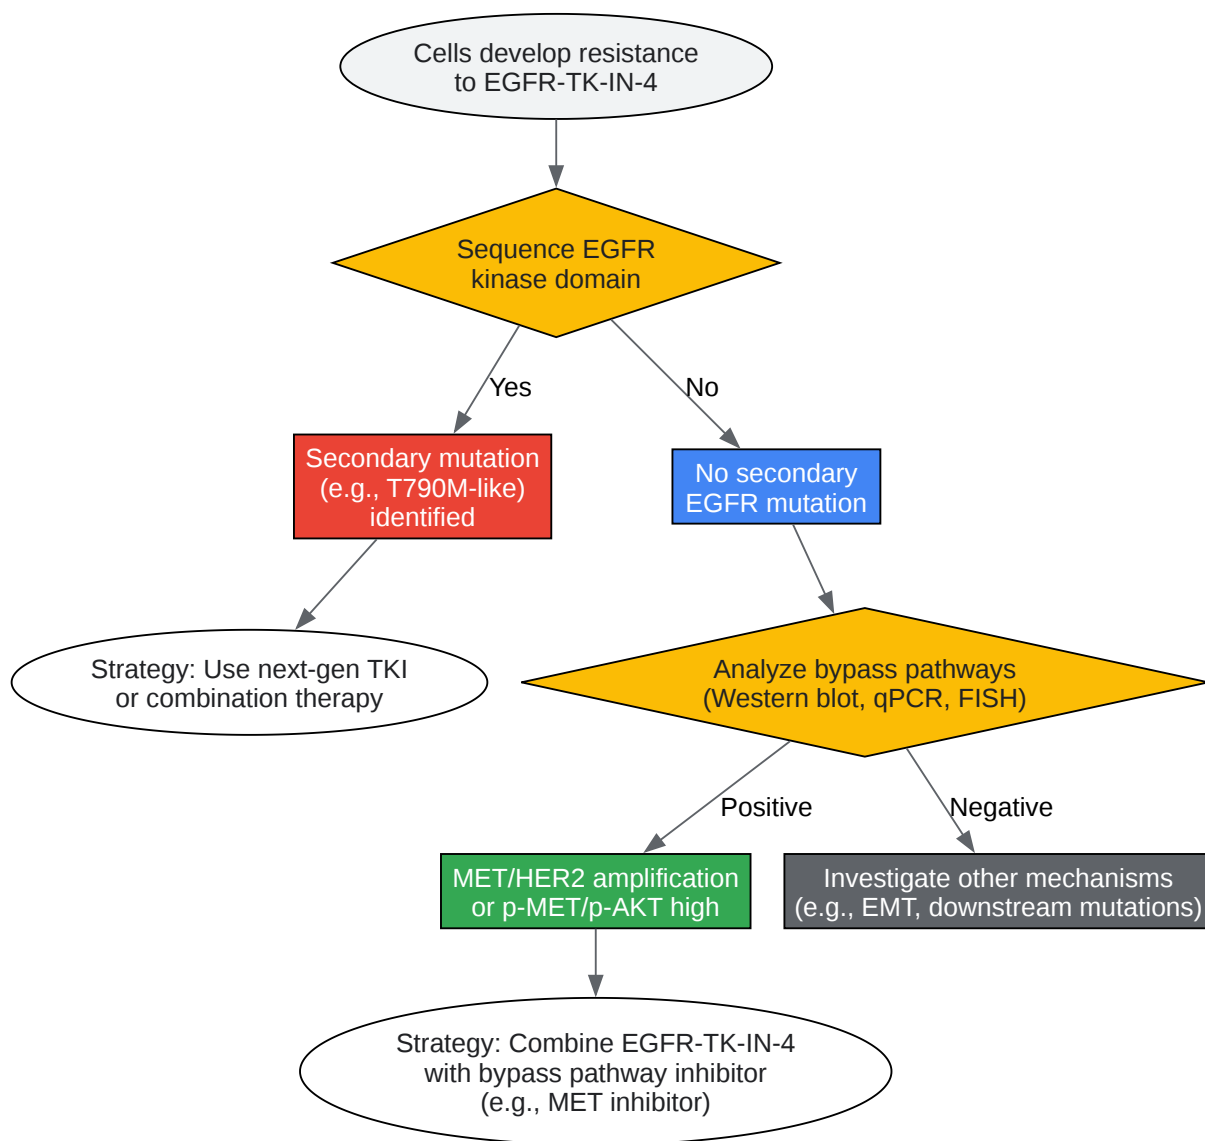 Cells develop resistance
to EGFR-TK-IN-4
Sequence EGFR
kinase domain
Yes
No
Secondary mutation
(e.g., T790M-like)
identified
No secondary
EGFR mutation
Strategy: Use next-gen TKI
or combination therapy
Analyze bypass pathways
(Western blot, qPCR, FISH)
Positive
Negative
MET/HER2 amplification
or p-MET/p-AKT high
Investigate other mechanisms
(e.g., EMT, downstream mutations)
Strategy: Combine EGFR-TK-IN-4
with bypass pathway inhibitor
(e.g., MET inhibitor)